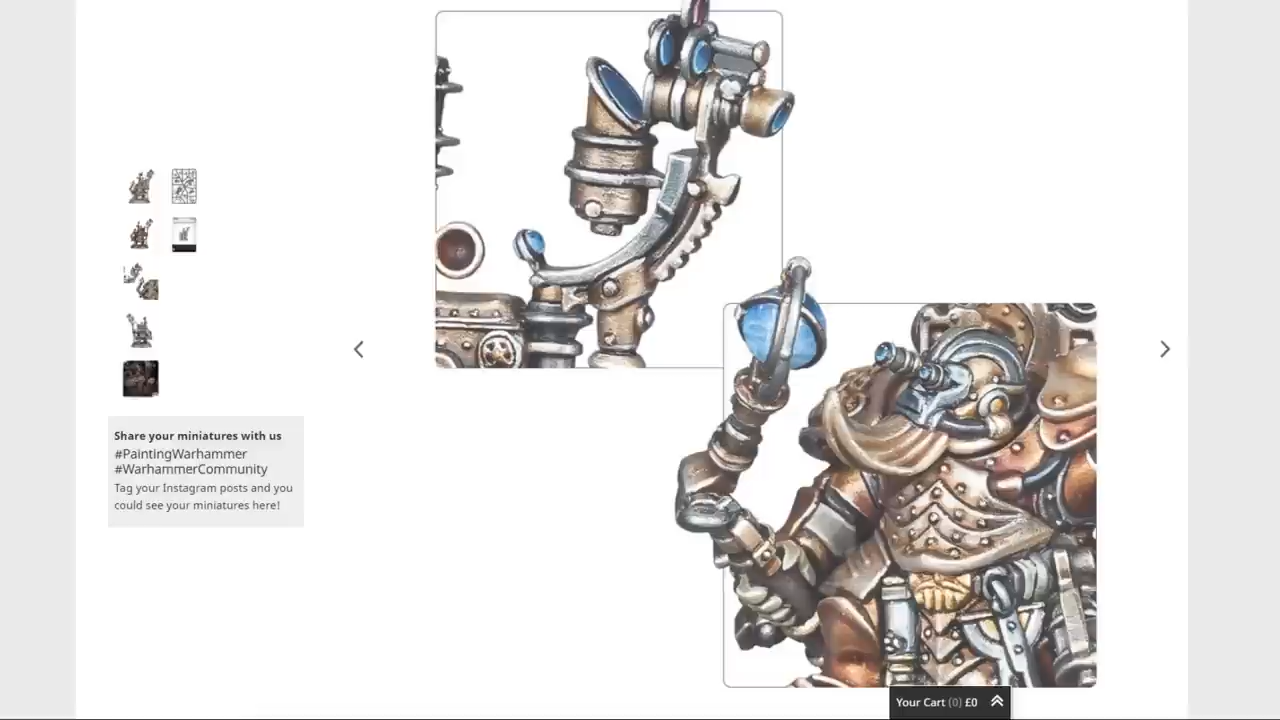 Share your miniatures with us
#PaintingWarhammer
#WarhammerCommunity
Tag your Instagram posts and you
could see your miniatures here!
Your Cart (0) £0